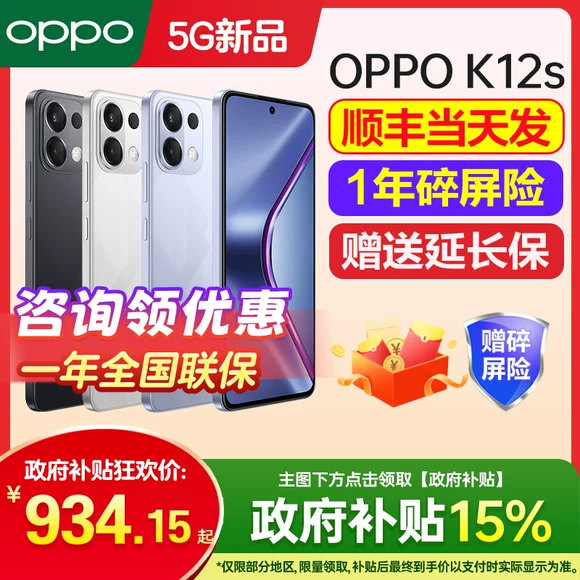 oppo
5G新品
OPPO K12s
顺丰当天发
1年碎屏险
赠送延长保
咨询领优惠
一年全国联保
赠碎
屏险
政府补贴狂欢价:
¥934.15起
主图下方点击领取【政府补贴】
政府补贴15%
*仅限部分地区,限量领取,补贴后最终到手价以支付时实际显示为准。